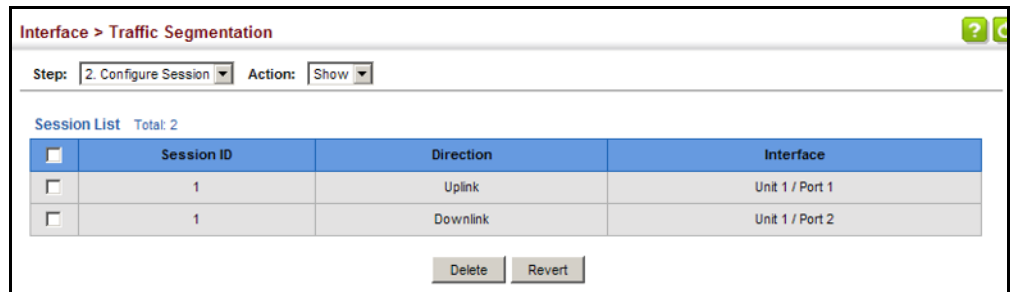 Interface > Traffic Segmentation
?
Step: 2. Configure Session Action: Show
Session List Total: 2
Session ID Direction Interface
1 Uplink Unit 1 / Port 1
1 Downlink Unit 1 / Port 2
Delete Revert